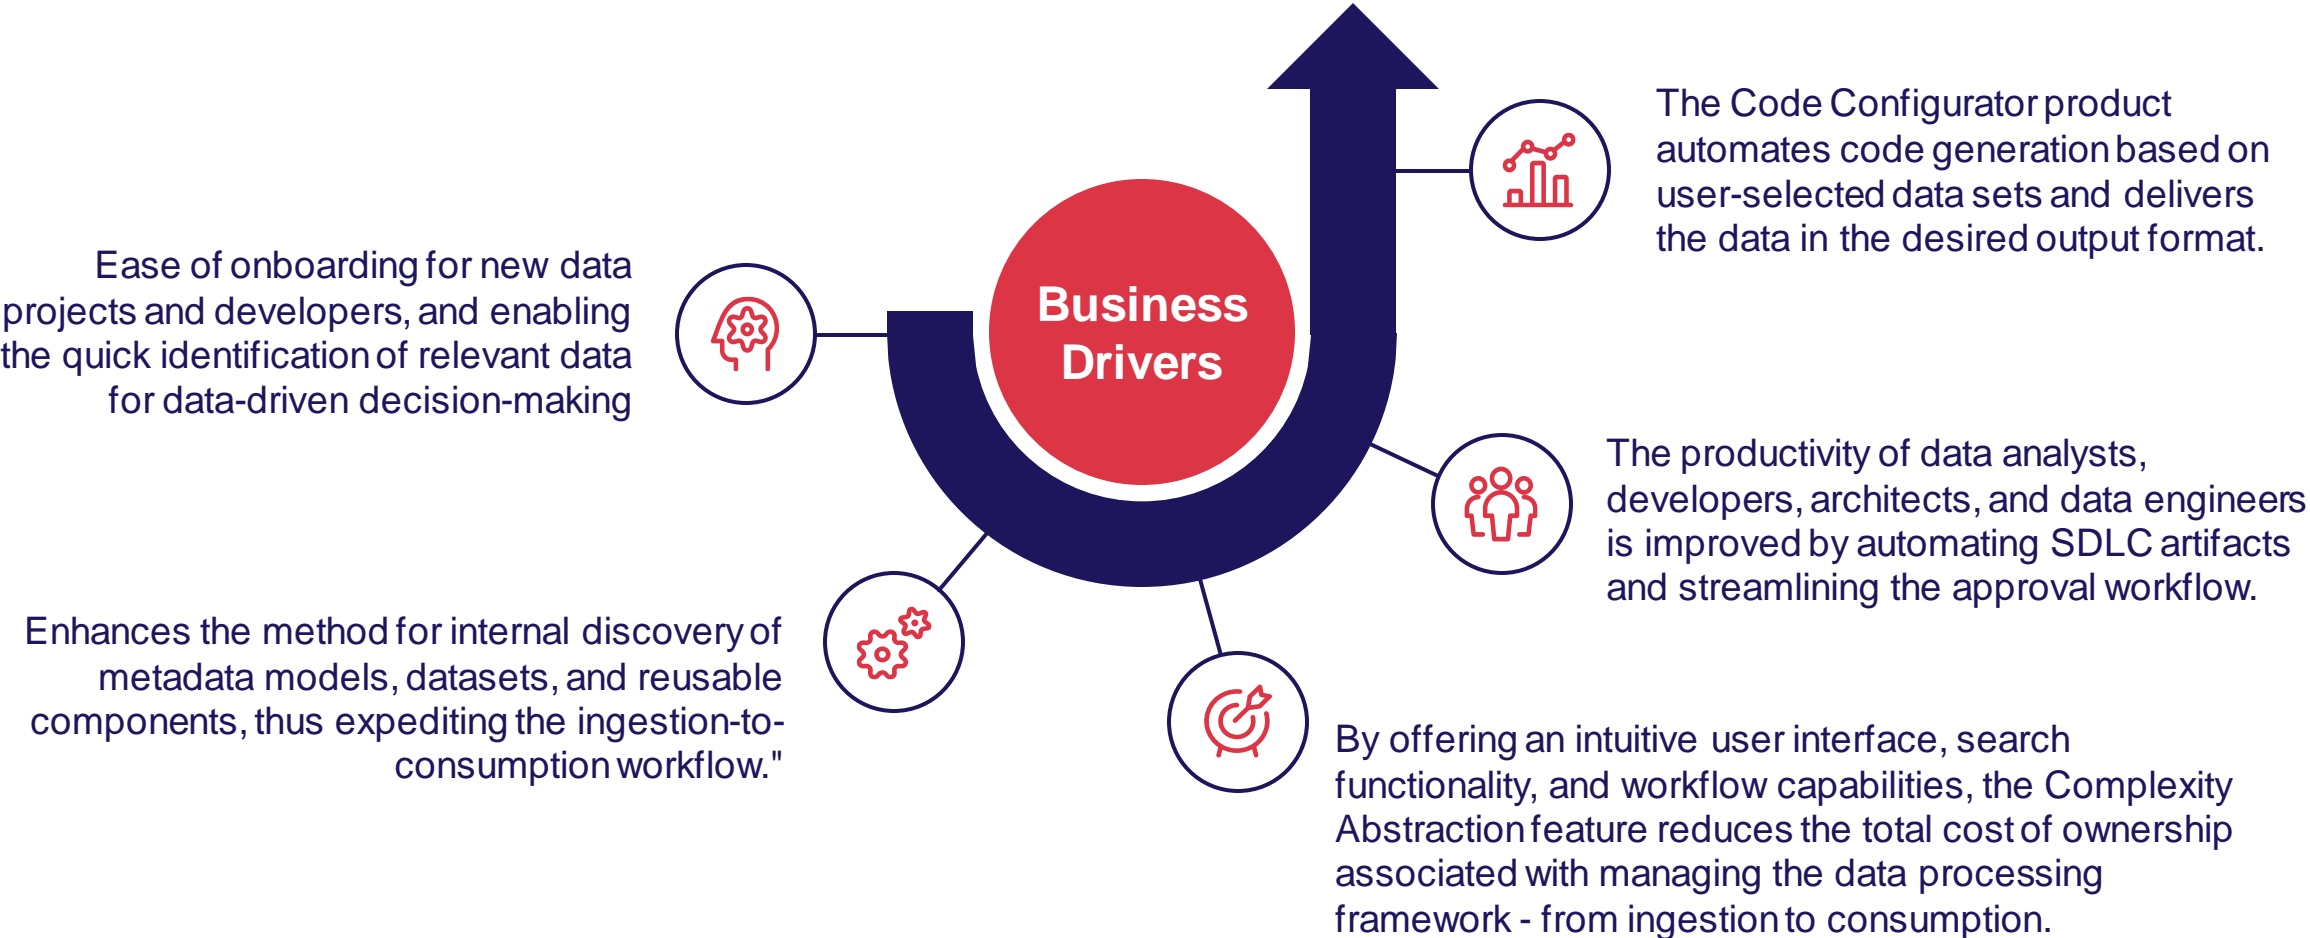 Business
Drivers
Ease of onboarding for new data
projects and developers, and enabling
the quick identification of relevant data
for data-driven decision-making
Enhances the method for internal discovery of
metadata models, datasets, and reusable
components, thus expediting the ingestion-to-
consumption workflow."
By offering an intuitive user interface, search
functionality, and workflow capabilities, the Complexity
Abstraction feature reduces the total cost of ownership
associated with managing the data processing
framework - from ingestion to consumption.
The productivity of data analysts,
developers, architects, and data engineers
is improved by automating SDLC artifacts
and streamlining the approval workflow.
The Code Configurator product
automates code generation based on
user-selected data sets and delivers
the data in the desired output format.